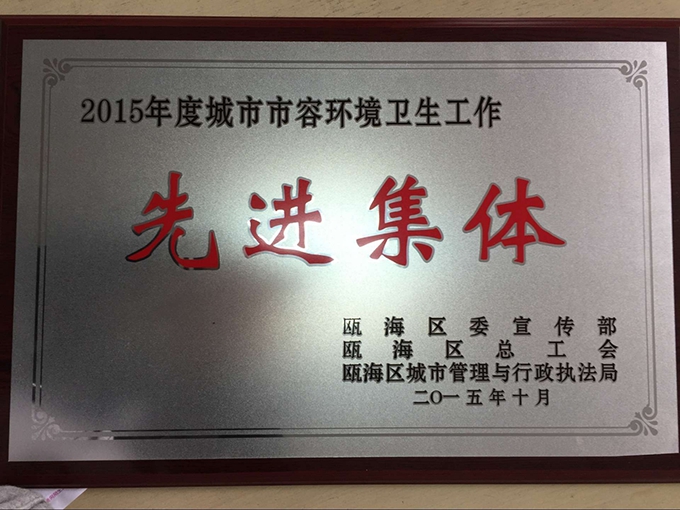 2015年度城市市容环境卫生工作
先进集体
瓯海区委宣传部
瓯海区总工会
瓯海区城市管理与行政执法局
二O一五年十月